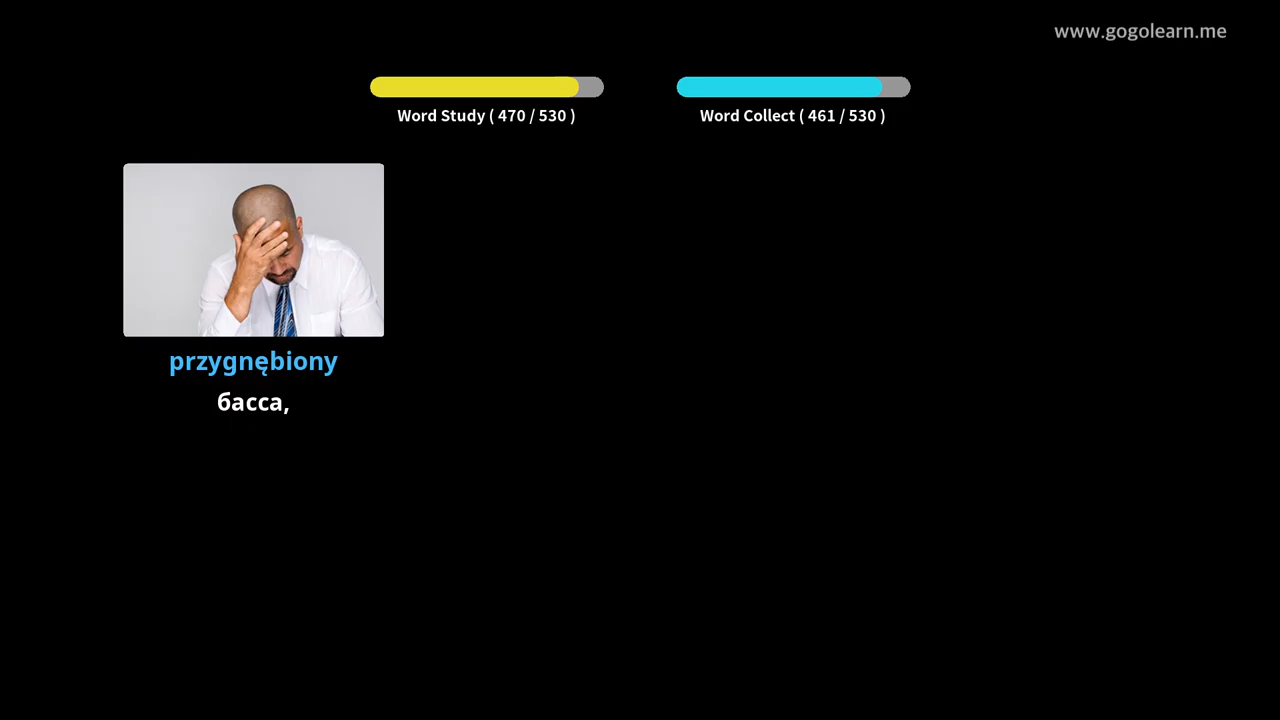 www.gogolearn.me
Word Study ( 470 / 530 )
Word Collect ( 461 / 530 )
przygnębiony
басса,